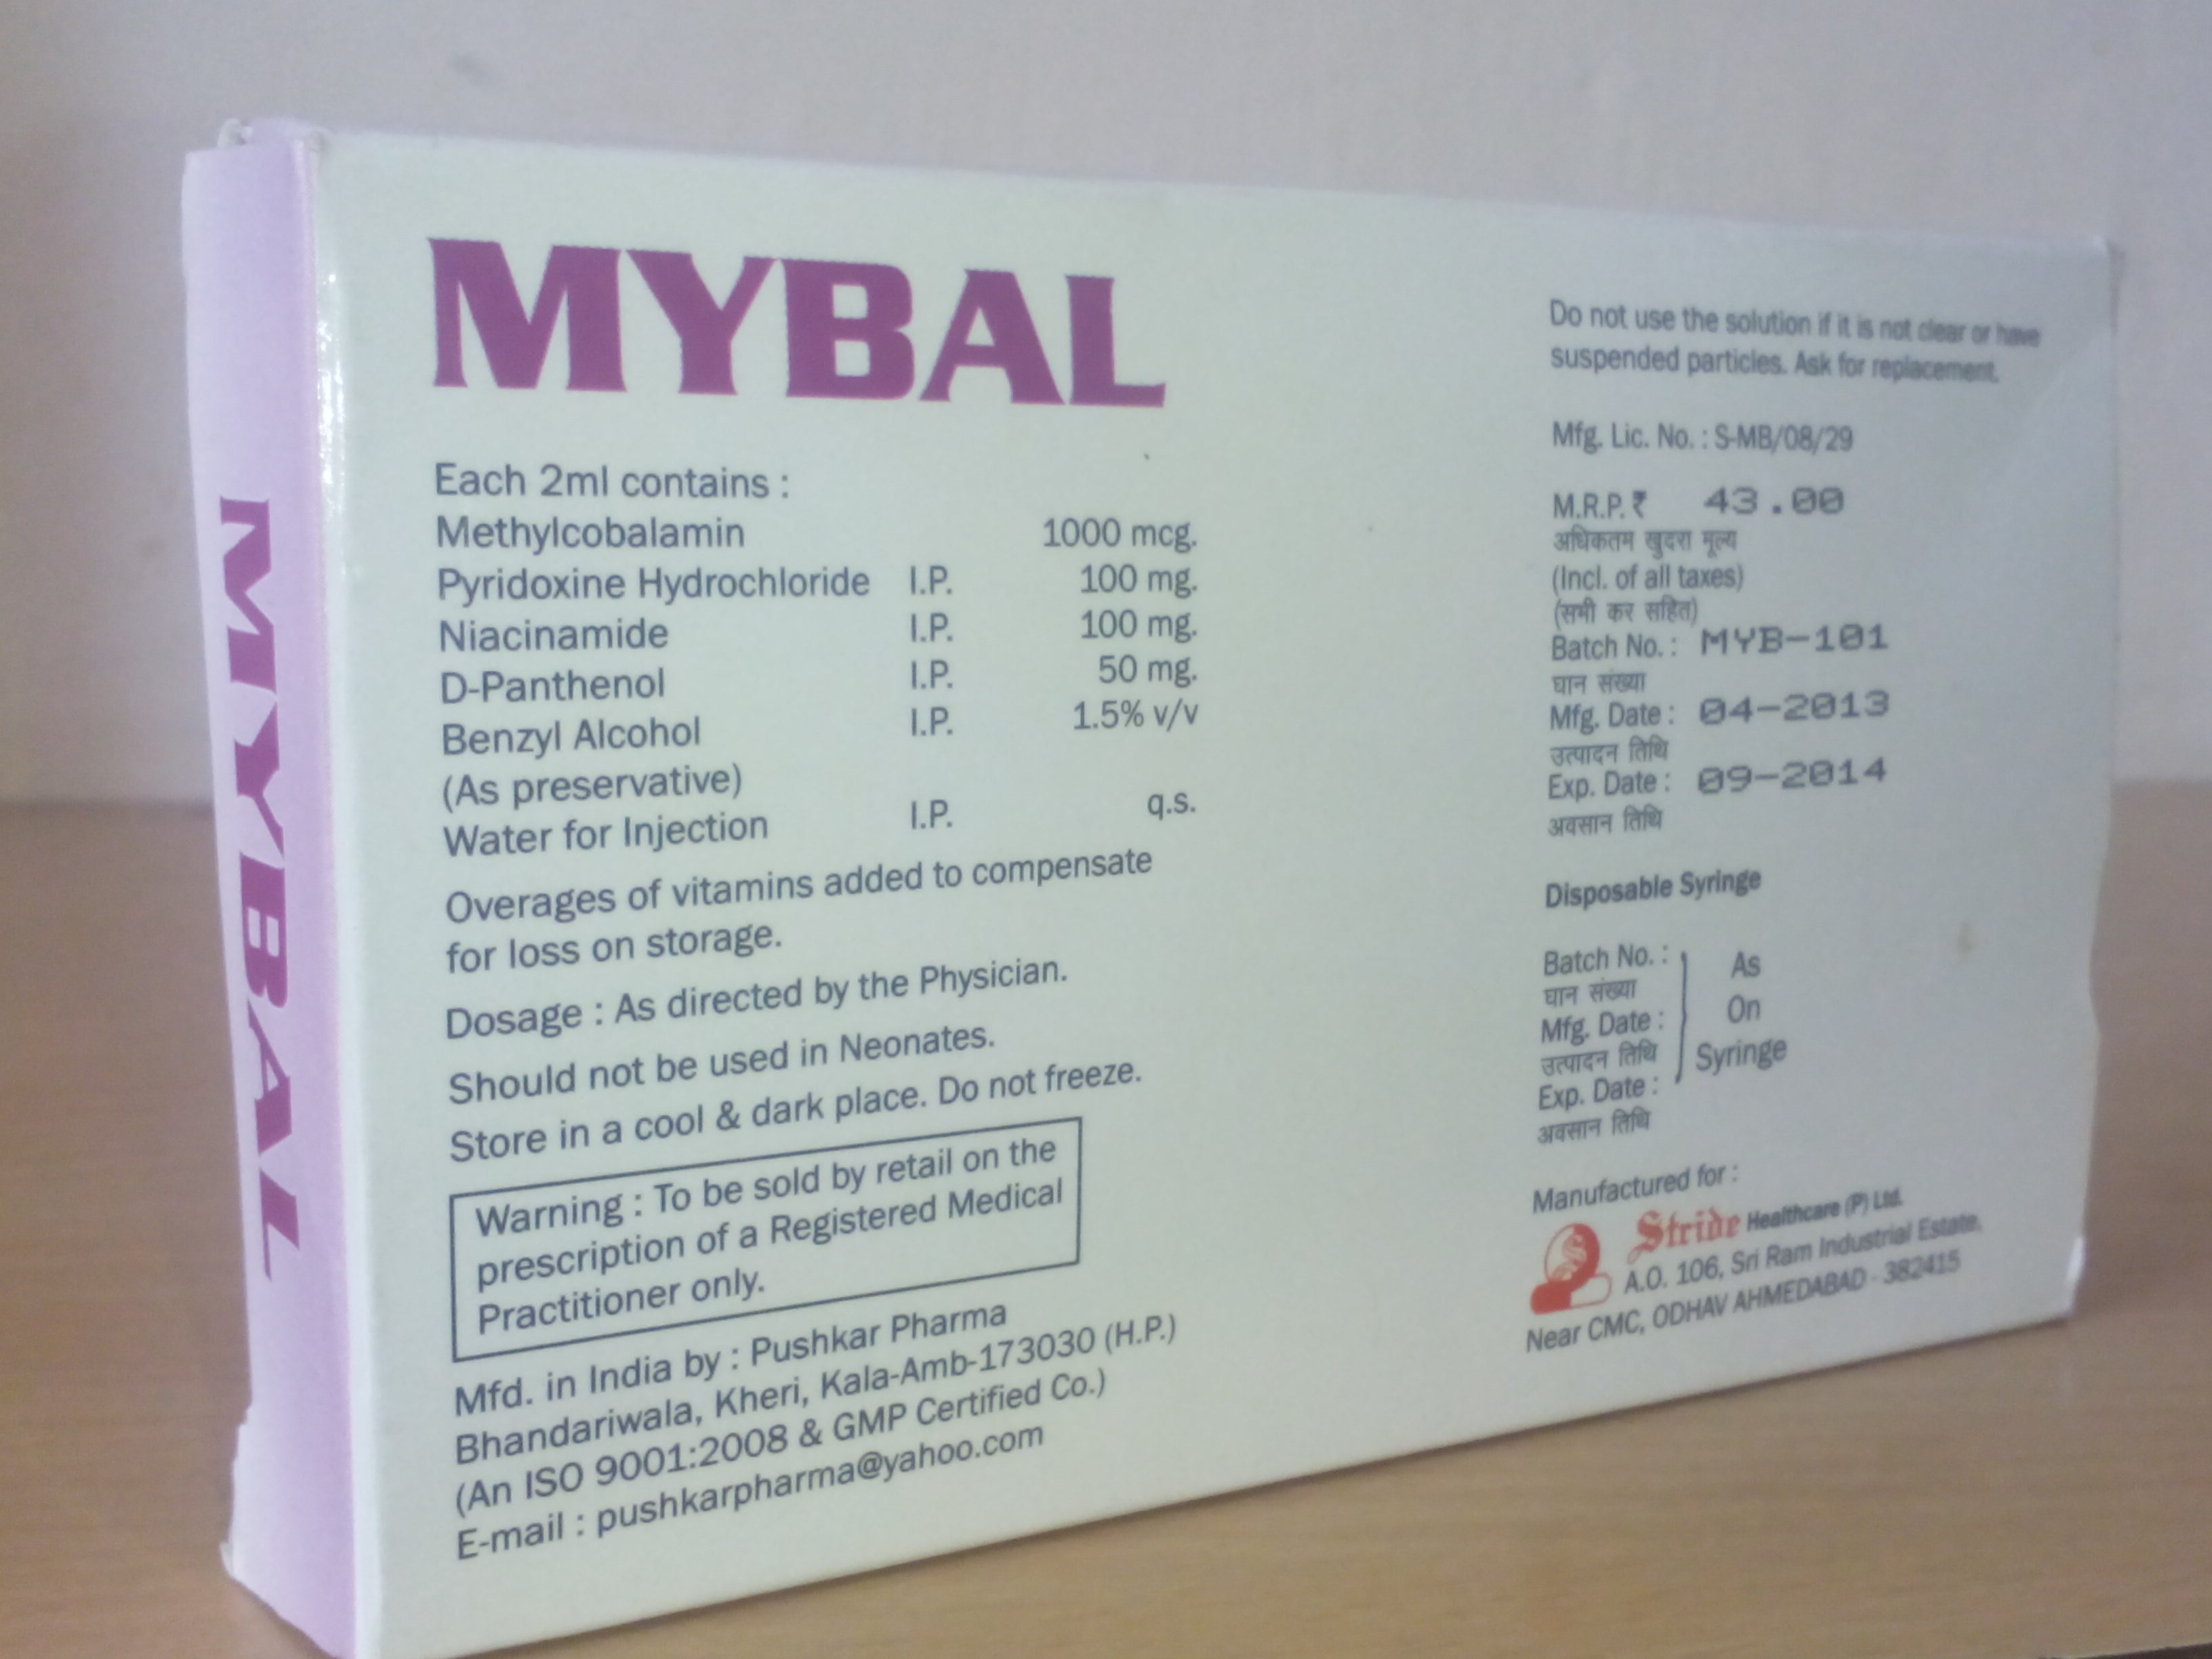 MYBAL
MYBAL
Each 2ml contains :
Methylcobalamin 1000 mcg.
Pyridoxine Hydrochloride I.P. 100 mg.
Niacinamide I.P. 100 mg.
D-Panthenol I.P. 50 mg.
Benzyl Alcohol I.P. 1.5% v/v
(As preservative)
Water for Injection I.P. q.s.
Overages of vitamins added to compensate
for loss on storage.
Dosage : As directed by the Physician.
Should not be used in Neonates.
Store in a cool & dark place. Do not freeze.
Warning : To be sold by retail on the
prescription of a Registered Medical
Practitioner only.
Mfd. in India by : Pushkar Pharma
Bhandariwala, Kheri, Kala-Amb-173030 (H.P.)
(An ISO 9001:2008 & GMP Certified Co.)
E-mail : pushkarpharma@yahoo.com
Do not use the solution if it is not clear or have
suspended particles. Ask for replacement.
Mfg. Lic. No. : S-MB/08/29
M.R.P. ₹ 43.00
अधिकतम खुदरा मूल्य
(Incl. of all taxes)
(सभी कर सहित)
Batch No. : MYB-101
घान संख्या
Mfg. Date : 04-2013
उत्पादन तिथि
Exp. Date : 09-2014
अवसान तिथि
Disposable Syringe
Batch No. : As
घान संख्या
Mfg. Date : On
उत्पादन तिथि
Exp. Date : Syringe
अवसान तिथि
Manufactured for :
Stride Healthcare (P) Ltd.
A.O. 106, Sri Ram Industrial Estate,
Near CMC, ODHAV AHMEDABAD - 382415